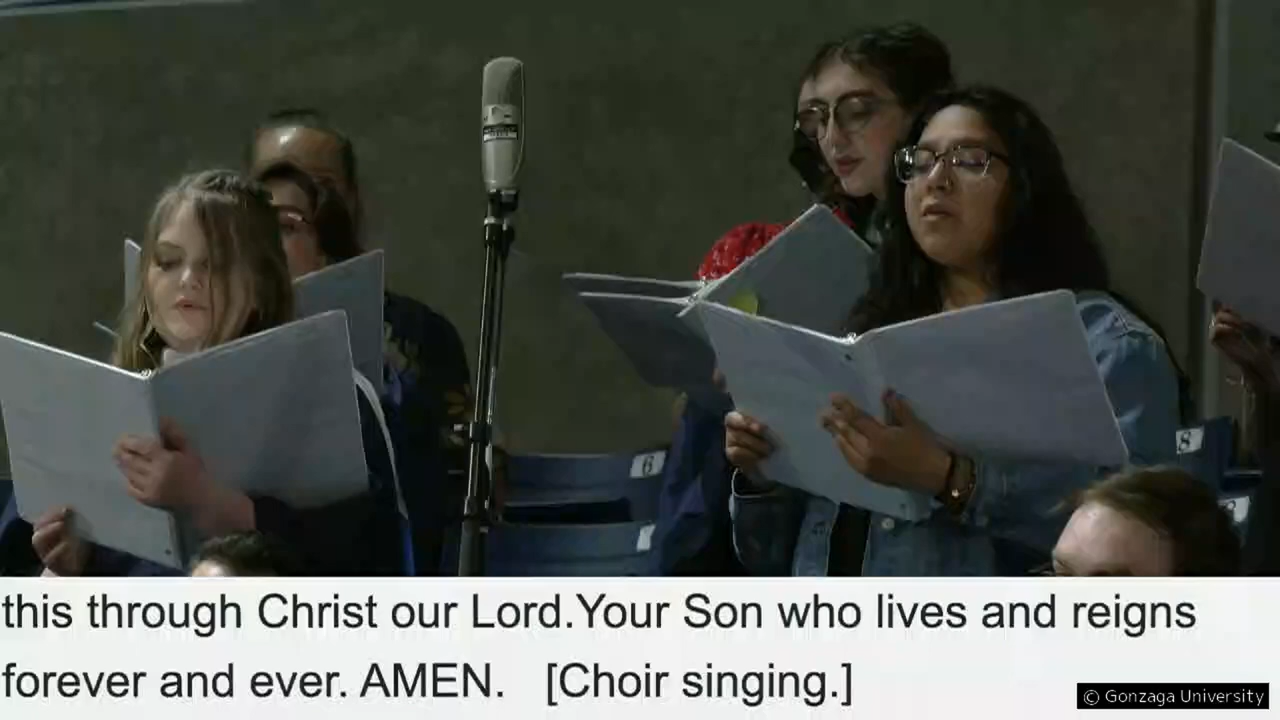 6
8
this through Christ our Lord.Your Son who lives and reigns
forever and ever. AMEN. [Choir singing.]
© Gonzaga University